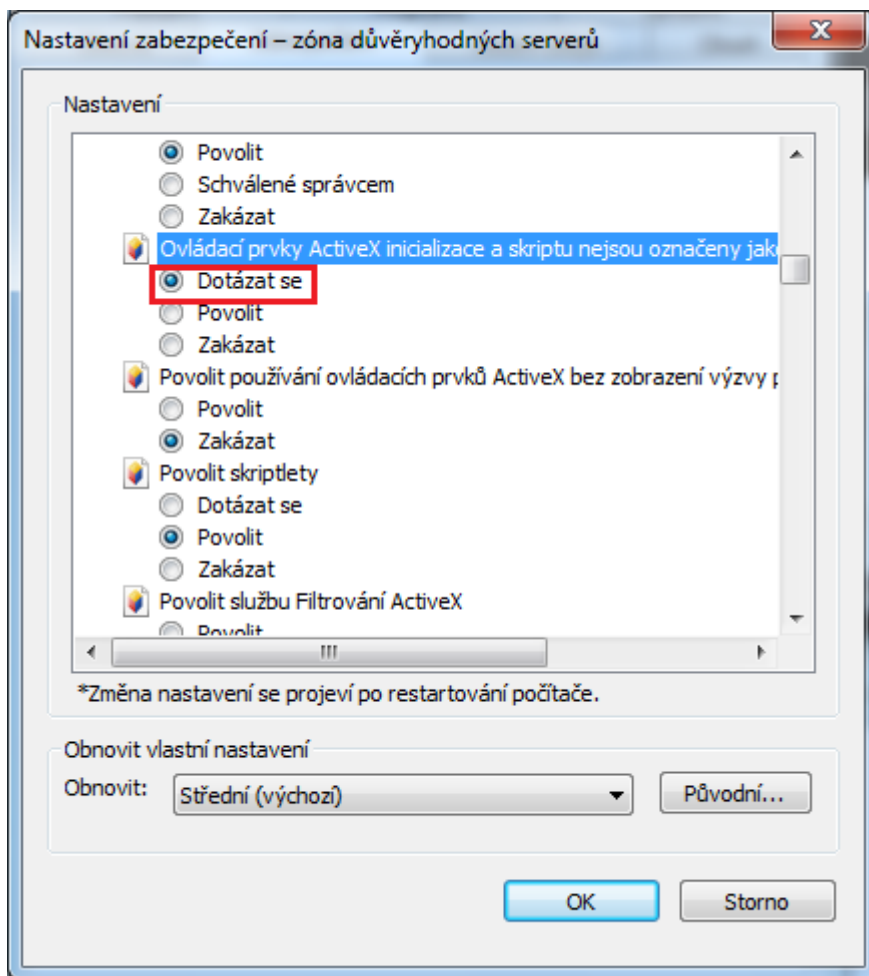 Nastavení zabezpečení – zóna důvěryhodných serverů
Nastavení
Povolit
Schválené správcem
Zakázat
Ovládací prvky ActiveX inicializace a skriptu nejsou označeny jako
Dotázat se
Povolit
Zakázat
Povolit používání ovládacích prvků ActiveX bez zobrazení výzvy p
Povolit
Zakázat
Povolit skriptlety
Dotázat se
Povolit
Zakázat
Povolit službu Filtrování ActiveX
Povolit
*Změna nastavení se projeví po restartování počítače.
Obnovit vlastní nastavení
Obnovit: Střední (výchozí) Původní...
OK Storno